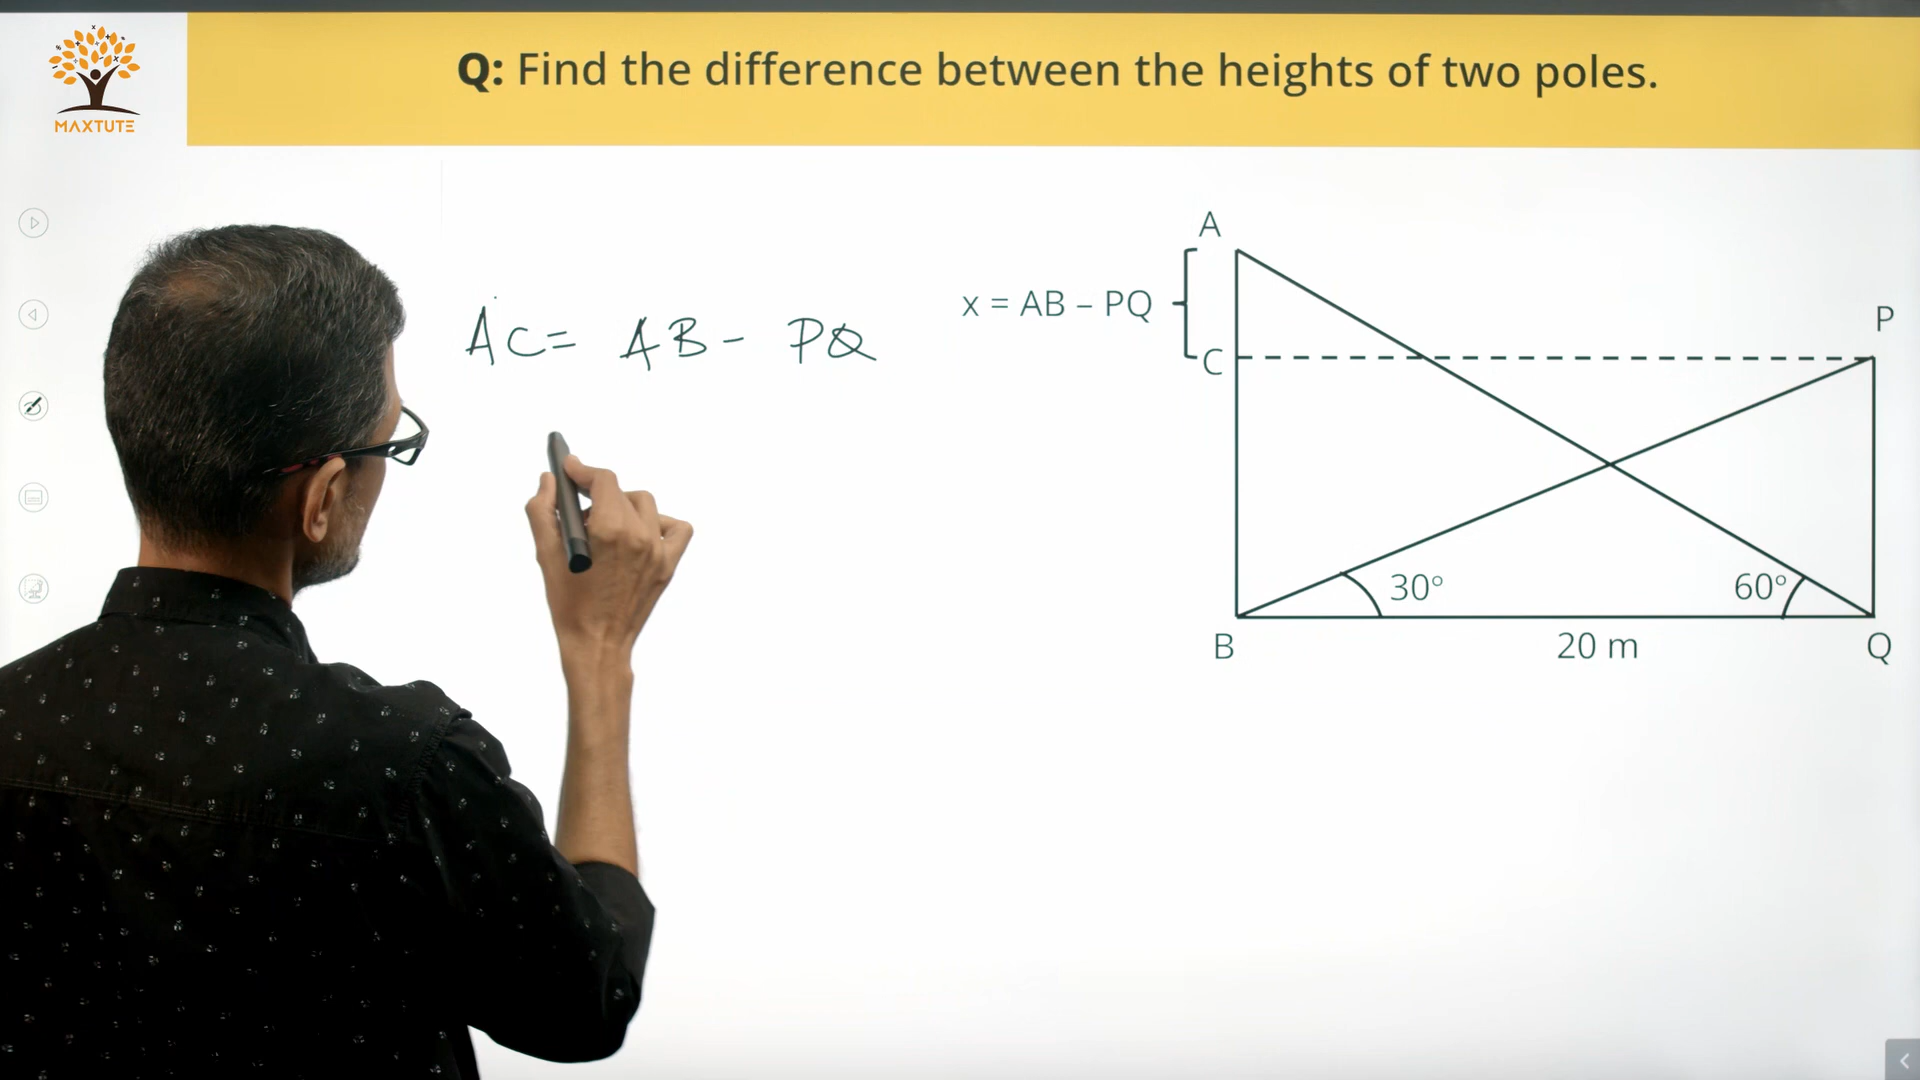 MAXTUTE
Q: Find the difference between the heights of two poles.
AC = AB - PQ
x = AB – PQ
A
P
C
30°
60°
B
20 m
Q